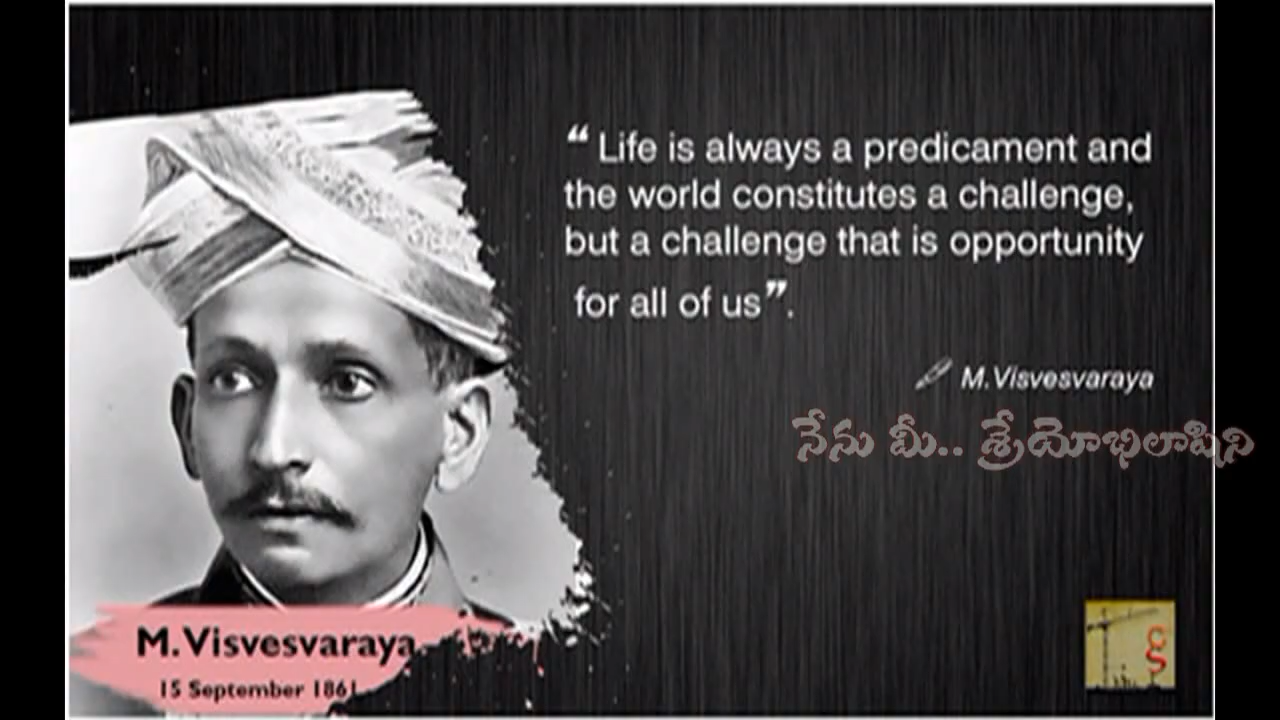 “ Life is always a predicament and
the world constitutes a challenge,
but a challenge that is opportunity
for all of us”.
M.Visvesvaraya
నేను మీ.. శ్రేయోభిలాషిని
M.Visvesvaraya
15 September 1861
CS